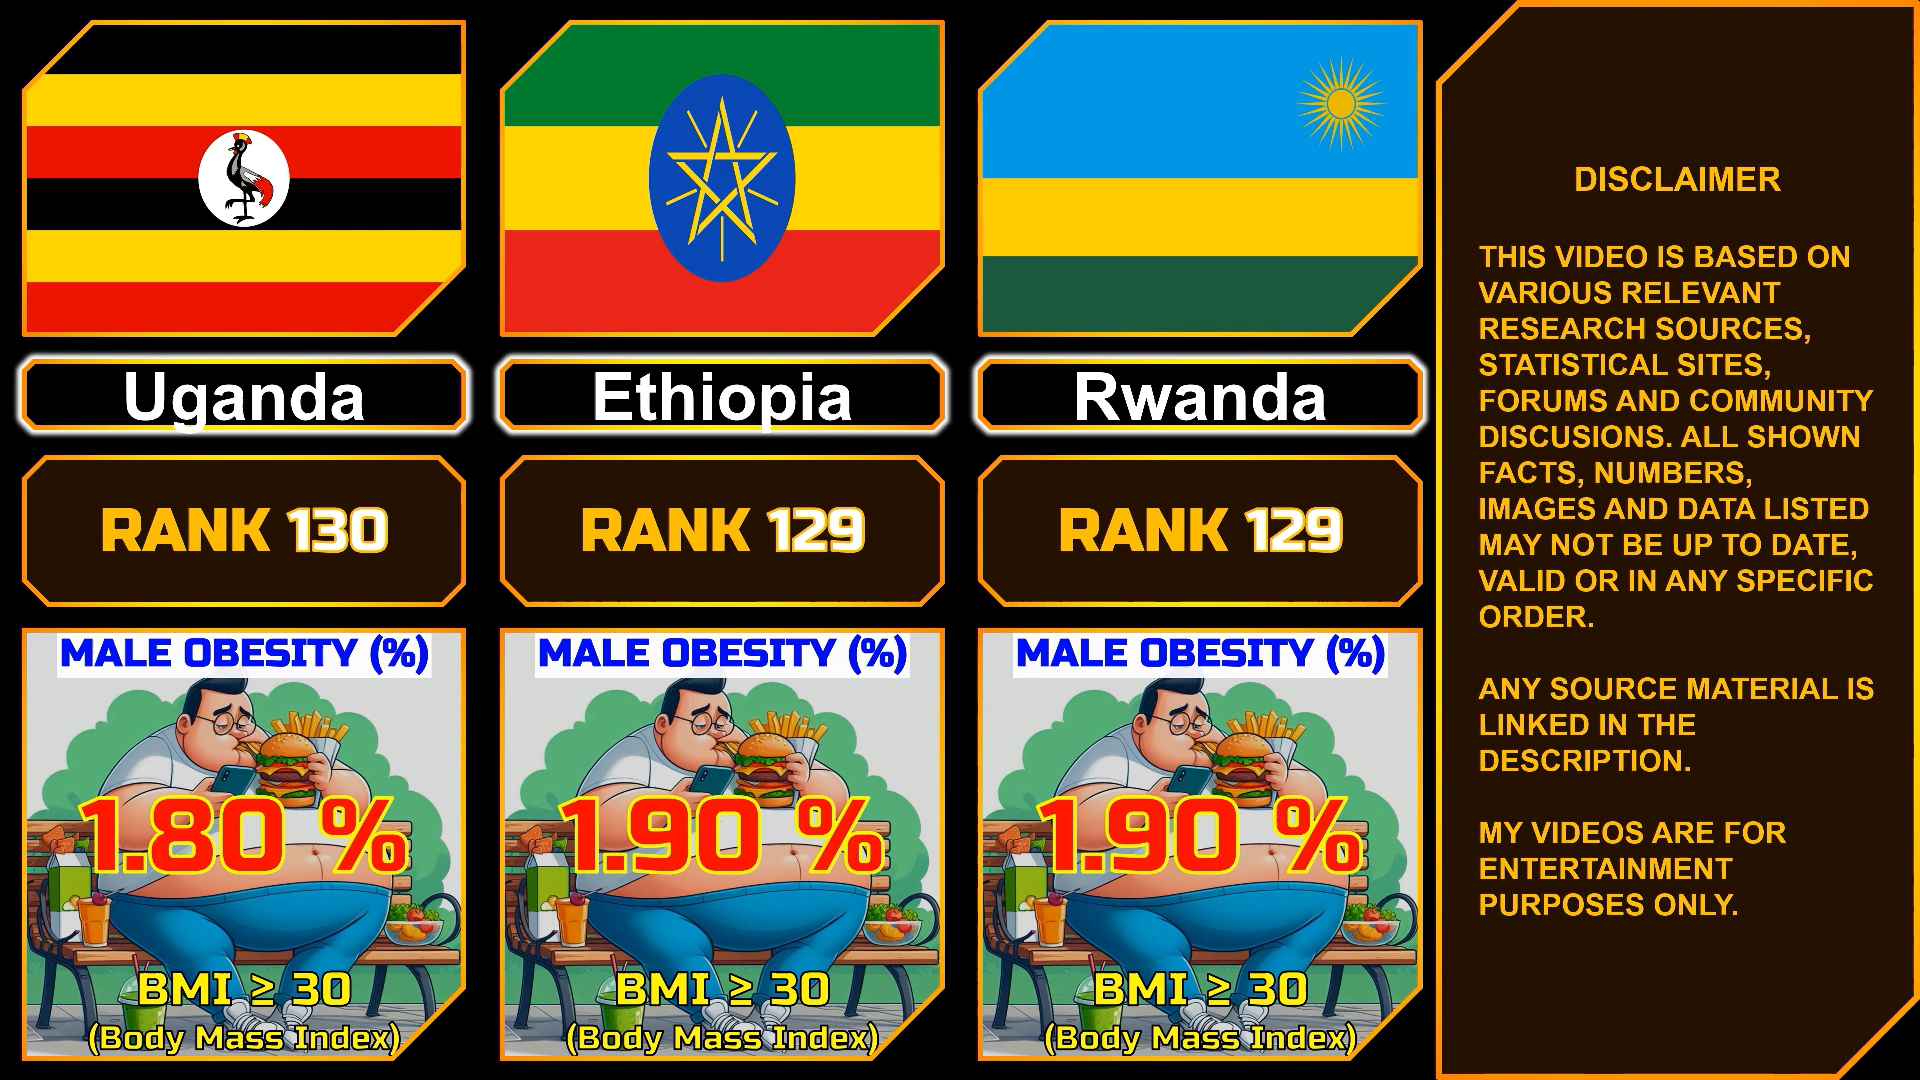 Uganda
RANK 130
MALE OBESITY (%)
1.80 %
BMI ≥ 30
(Body Mass Index)
Ethiopia
RANK 129
MALE OBESITY (%)
1.90 %
BMI ≥ 30
(Body Mass Index)
Rwanda
RANK 129
MALE OBESITY (%)
1.90 %
BMI ≥ 30
(Body Mass Index)
DISCLAIMER
THIS VIDEO IS BASED ON
VARIOUS RELEVANT
RESEARCH SOURCES,
STATISTICAL SITES,
FORUMS AND COMMUNITY
DISCUSIONS. ALL SHOWN
FACTS, NUMBERS,
IMAGES AND DATA LISTED
MAY NOT BE UP TO DATE,
VALID OR IN ANY SPECIFIC
ORDER.
ANY SOURCE MATERIAL IS
LINKED IN THE
DESCRIPTION.
MY VIDEOS ARE FOR
ENTERTAINMENT
PURPOSES ONLY.